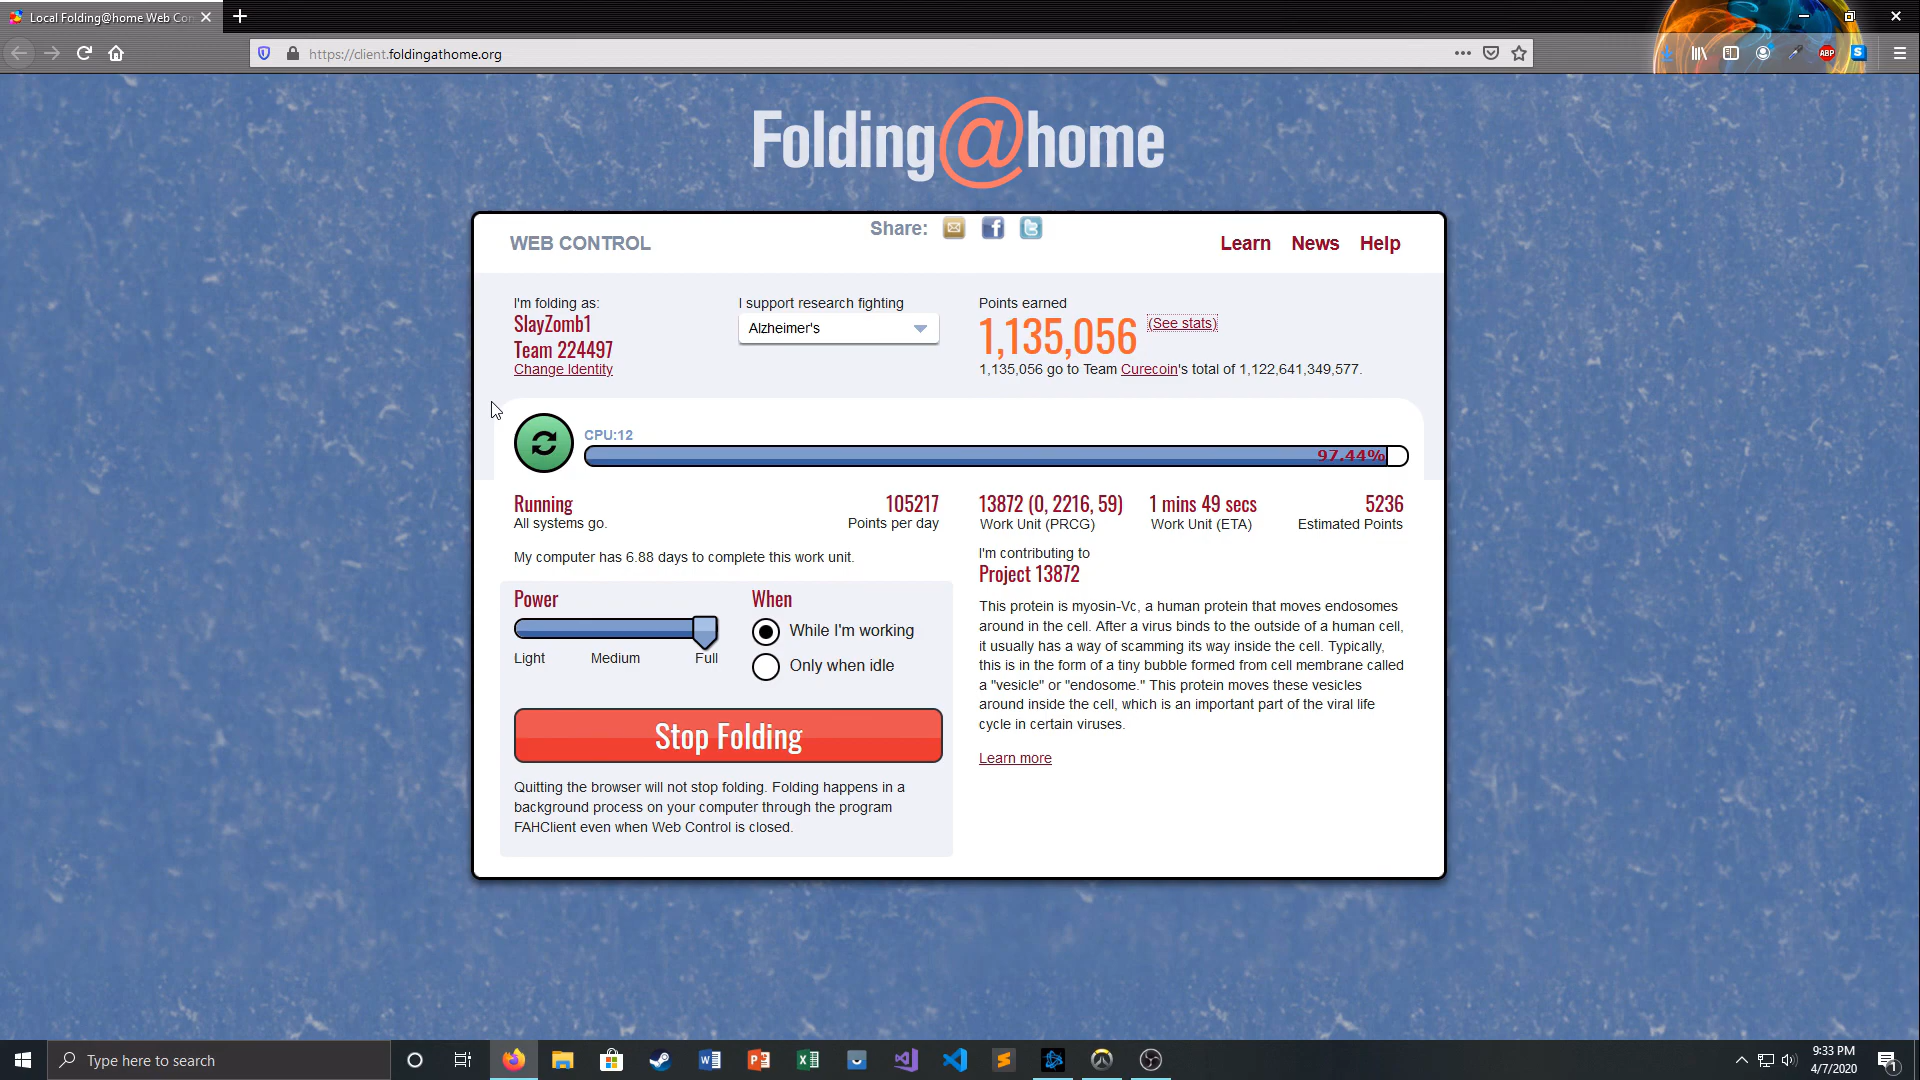 Local Folding@home Web Con
https://client.foldingathome.org
ABP
S
Folding@home
WEB CONTROL
Share:
Learn
News
Help
I'm folding as:
SlayZomb1
Team 224497
Change Identity
I support research fighting
Alzheimer's
Points earned
1,135,056
(See stats)
1,135,056 go to Team Curecoin's total of 1,122,641,349,577.
CPU:12
97.44%
Running
All systems go.
105217
Points per day
13872 (0, 2216, 59)
Work Unit (PRCG)
1 mins 49 secs
Work Unit (ETA)
5236
Estimated Points
My computer has 6.88 days to complete this work unit.
Power
Light
Medium
Full
When
While I'm working
Only when idle
Stop Folding
Quitting the browser will not stop folding. Folding happens in a
background process on your computer through the program
FAHClient even when Web Control is closed.
I'm contributing to
Project 13872
This protein is myosin-Vc, a human protein that moves endosomes
around in the cell. After a virus binds to the outside of a human cell,
it usually has a way of scamming its way inside the cell. Typically,
this is in the form of a tiny bubble formed from cell membrane called
a "vesicle" or "endosome." This protein moves these vesicles
around inside the cell, which is an important part of the viral life
cycle in certain viruses.
Learn more
Type here to search
9:33 PM
4/7/2020
1